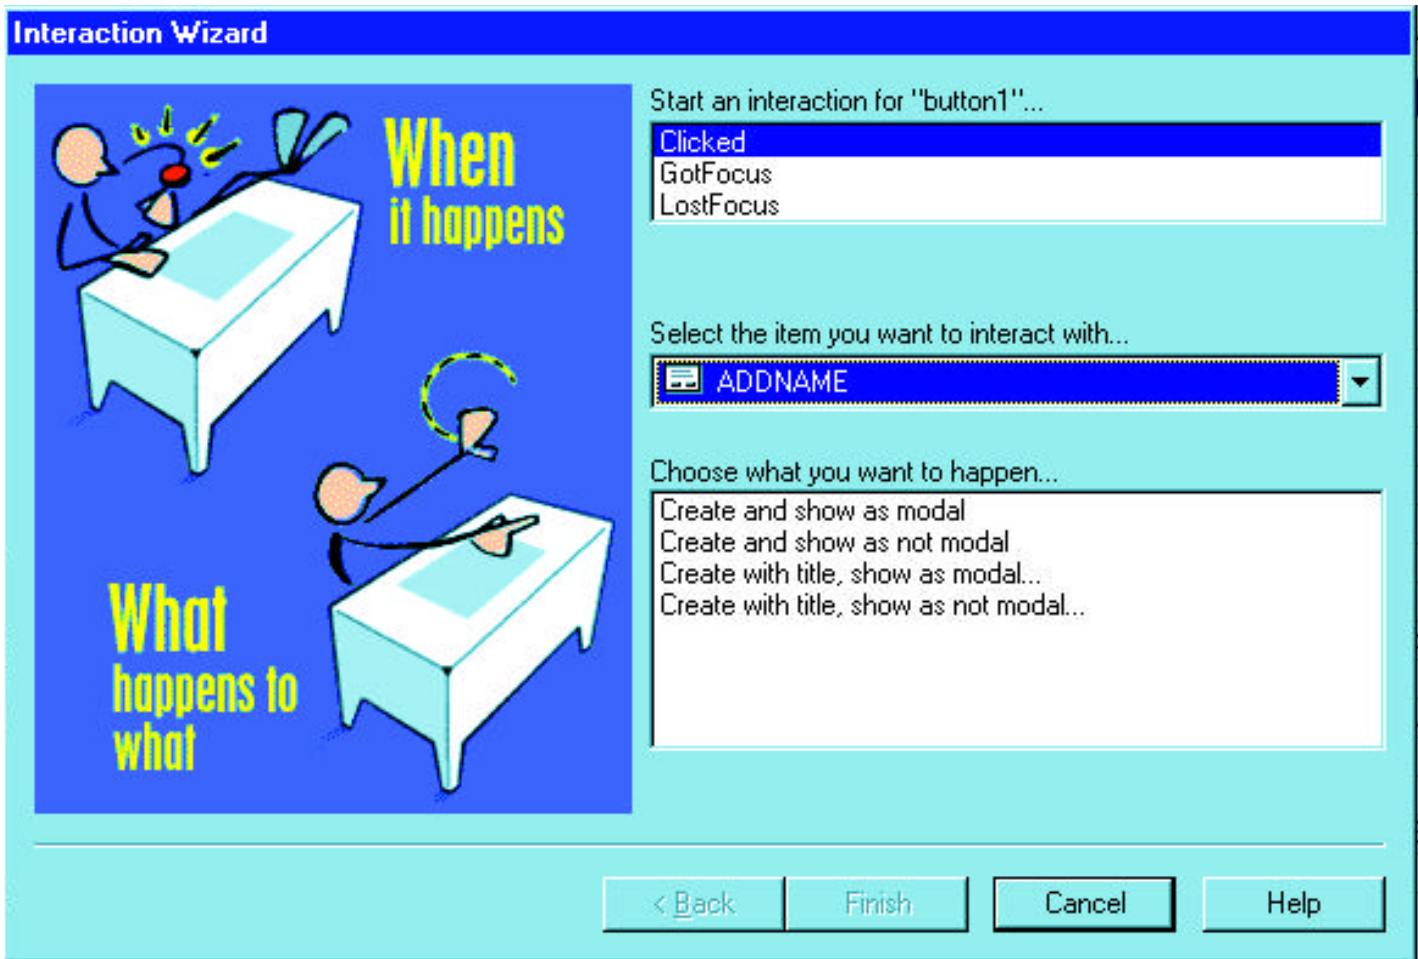 Interaction Wizard
When
it happens
What
happens to
what
Start an interaction for "button1"...
Clicked
GotFocus
LostFocus
Select the item you want to interact with...
ADDNAME
Choose what you want to happen...
Create and show as modal
Create and show as not modal
Create with title, show as modal...
Create with title, show as not modal...
< Back
Finish
Cancel
Help